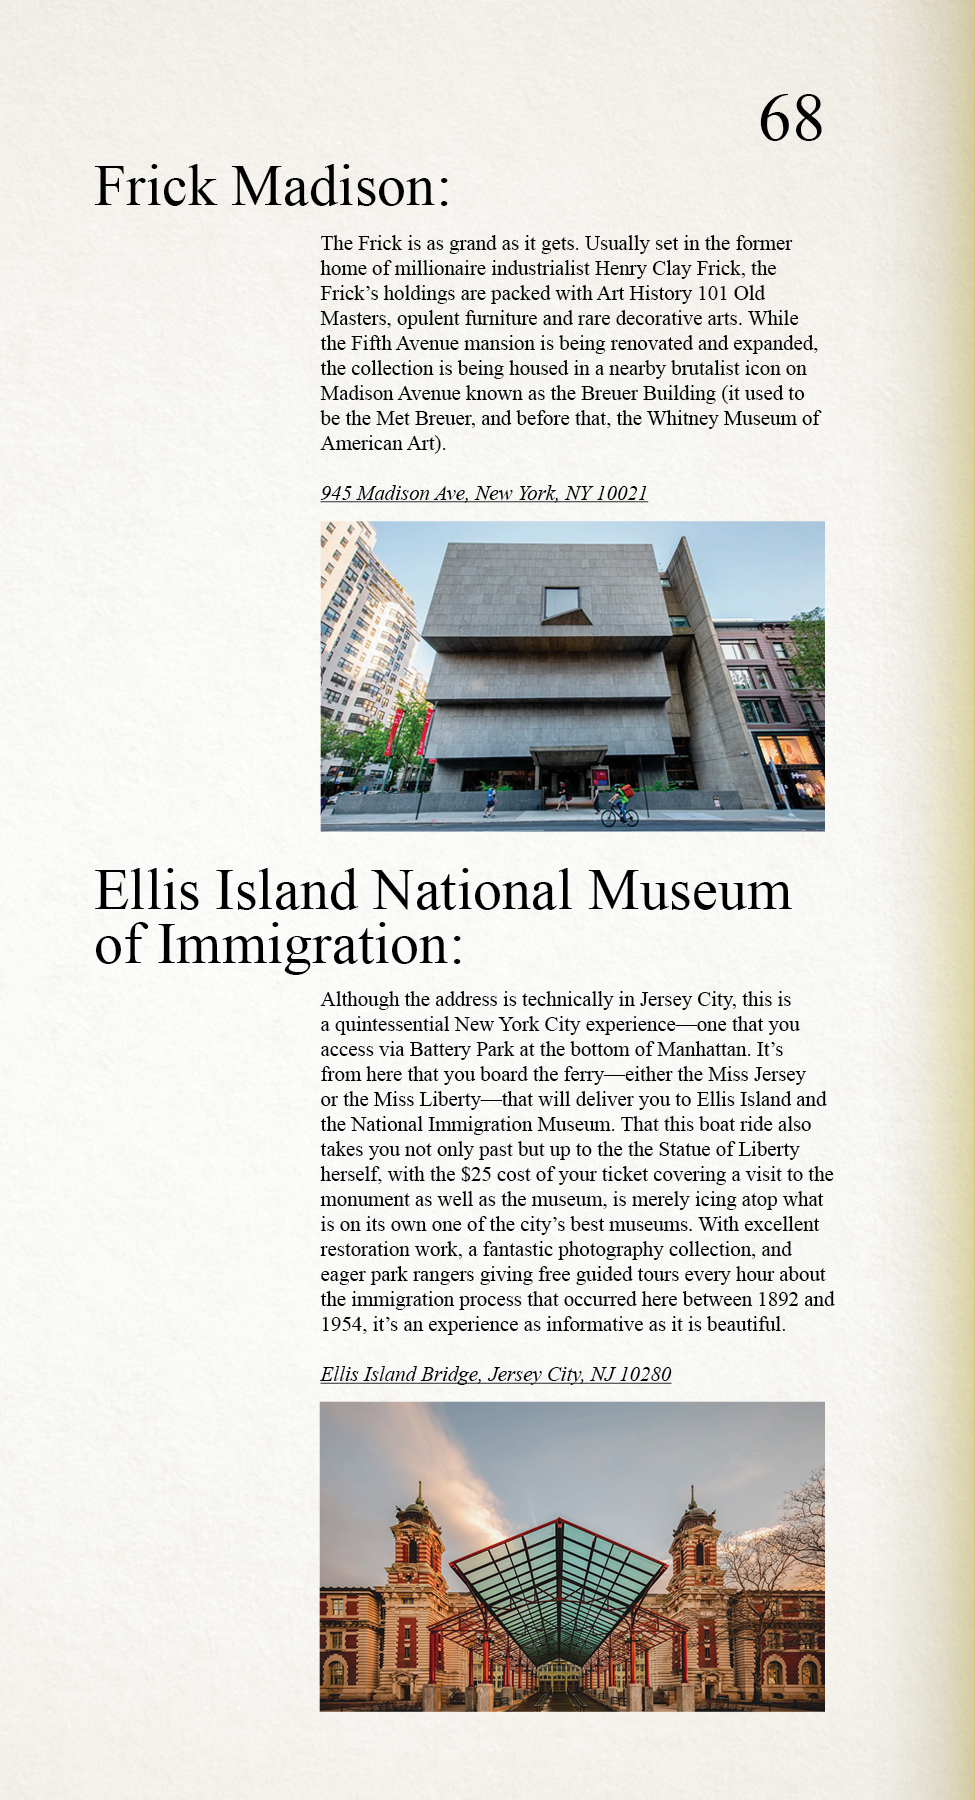 68
Frick Madison:
The Frick is as grand as it gets. Usually set in the former
home of millionaire industrialist Henry Clay Frick, the
Frick’s holdings are packed with Art History 101 Old
Masters, opulent furniture and rare decorative arts. While
the Fifth Avenue mansion is being renovated and expanded,
the collection is being housed in a nearby brutalist icon on
Madison Avenue known as the Breuer Building (it used to
be the Met Breuer, and before that, the Whitney Museum of
American Art).
945 Madison Ave, New York, NY 10021
Ellis Island National Museum
of Immigration:
Although the address is technically in Jersey City, this is
a quintessential New York City experience—one that you
access via Battery Park at the bottom of Manhattan. It’s
from here that you board the ferry—either the Miss Jersey
or the Miss Liberty—that will deliver you to Ellis Island and
the National Immigration Museum. That this boat ride also
takes you not only past but up to the the Statue of Liberty
herself, with the $25 cost of your ticket covering a visit to the
monument as well as the museum, is merely icing atop what
is on its own one of the city’s best museums. With excellent
restoration work, a fantastic photography collection, and
eager park rangers giving free guided tours every hour about
the immigration process that occurred here between 1892 and
1954, it’s an experience as informative as it is beautiful.
Ellis Island Bridge, Jersey City, NJ 10280